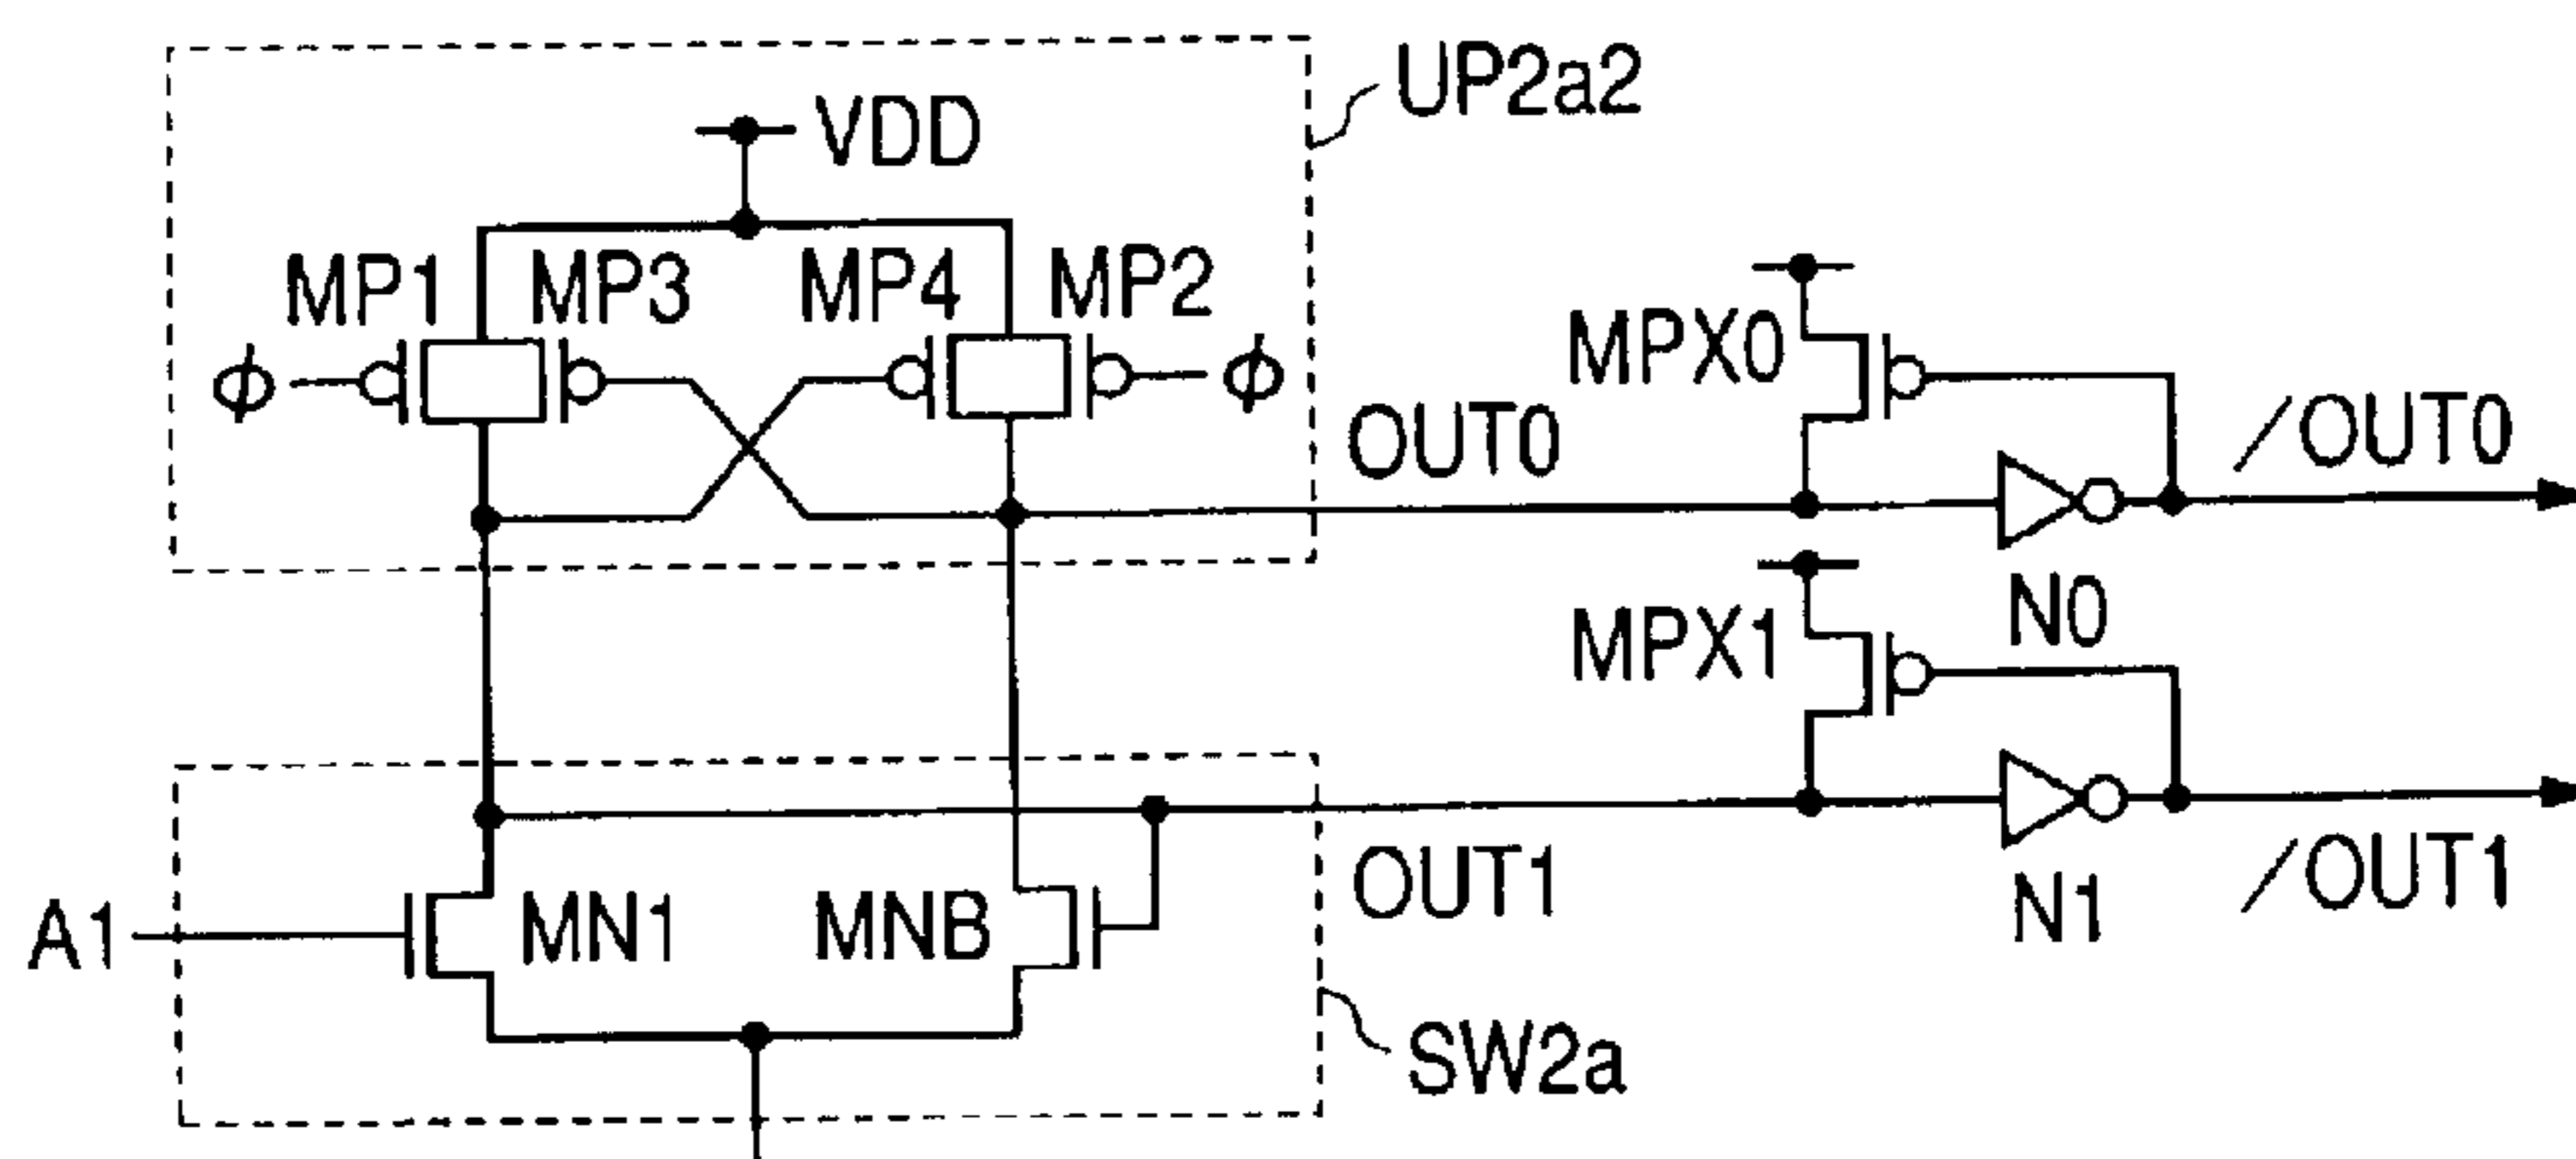 UP2a2
VDD
MP1 MP3 MP4 MP2
ϕ ϕ
MPX0
OUT0 /OUT0
N0
MPX1
A1 MN1 MNB OUT1 /OUT1
N1
SW2a